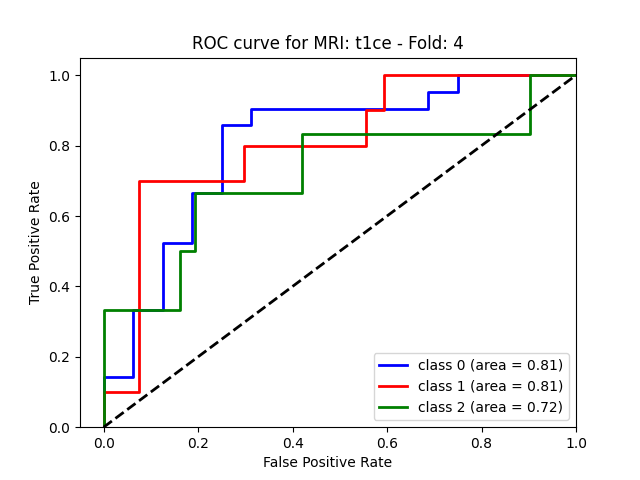 ROC curve for MRI: t1ce - Fold: 4
1.0
0.8
0.6
0.4
0.2
0.0
True Positive Rate
class 0 (area = 0.81)
class 1 (area = 0.81)
class 2 (area = 0.72)
0.0 0.2 0.4 0.6 0.8 1.0
False Positive Rate